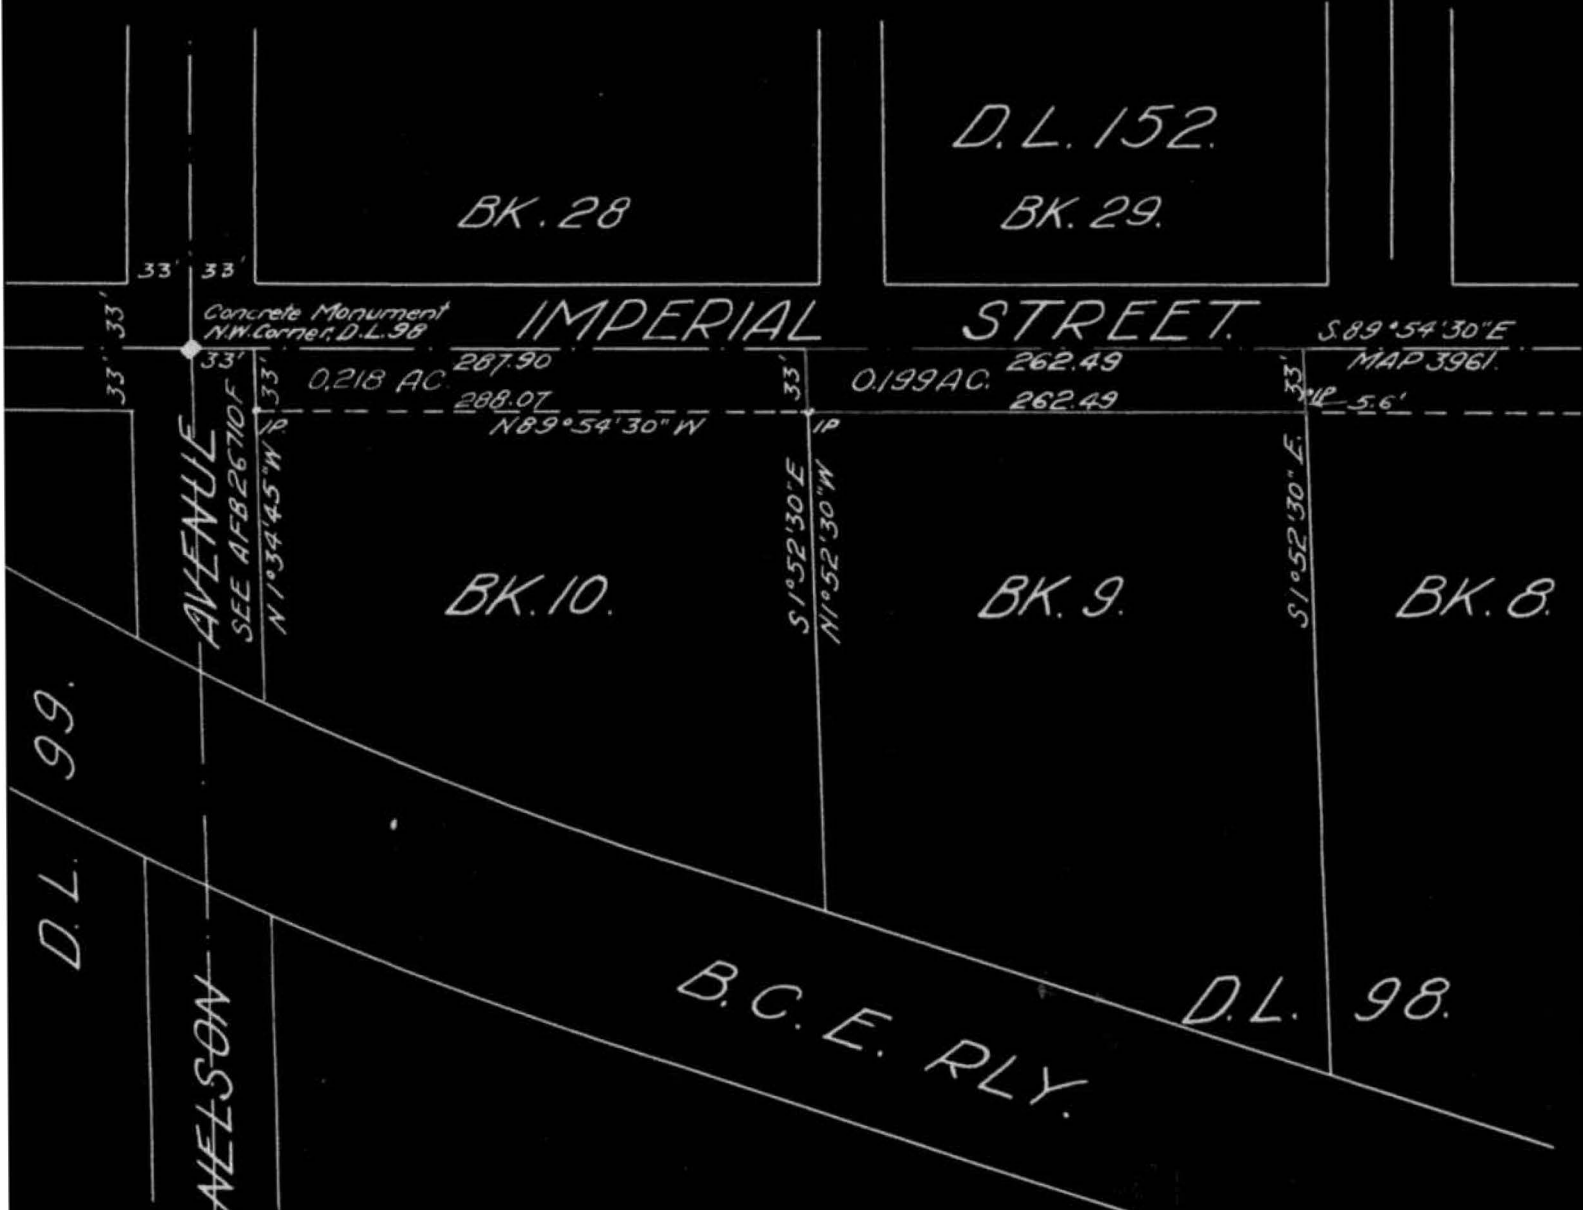 D.L. 152.
BK. 28
BK. 29.
33' 33'
33'
Concrete Monument
N.W. Corner, D.L. 98
IMPERIAL STREET.
S.89°54'30"E
MAP 3961.
33'
33'
0.218 AC.
287.90
288.07
N89°54'30"W
33'
33'
0.199 AC.
262.49
262.49
33'
IP
5.6'
IP.
IP
AVENUE
SEE AFB26710F
N1°34'45"W
S1°52'30"E
N1°52'30"W
S1°52'30"E.
BK. 10.
BK. 9.
BK. 8.
D.L. 99.
B.C.E. RLY.
D.L. 98.
NELSON